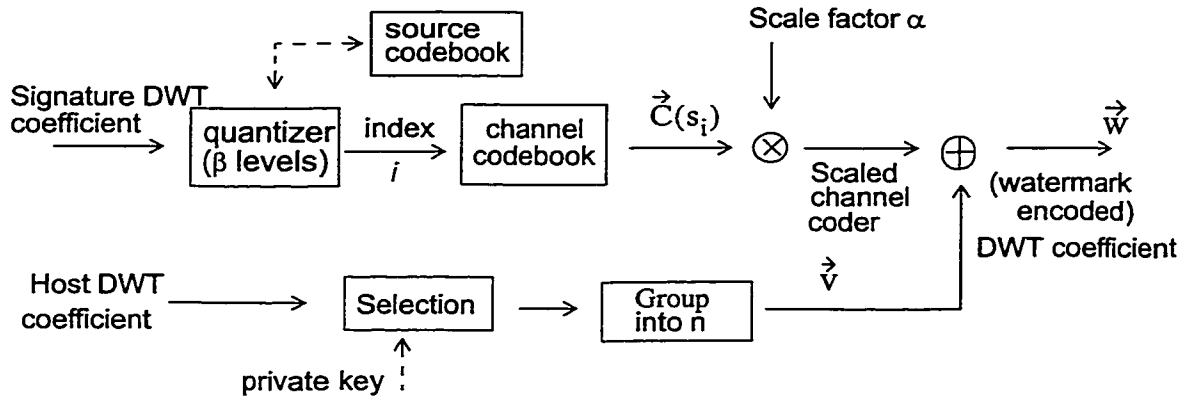 source
codebook
Scale factor α
Signature DWT
coefficient
quantizer
(β levels)
index
i
channel
codebook
C⃗(sᵢ)
⊗
Scaled
channel
coder
⊕
w⃗
(watermark
encoded)
DWT coefficient
Host DWT
coefficient
Selection
private key
Group
into n
v⃗